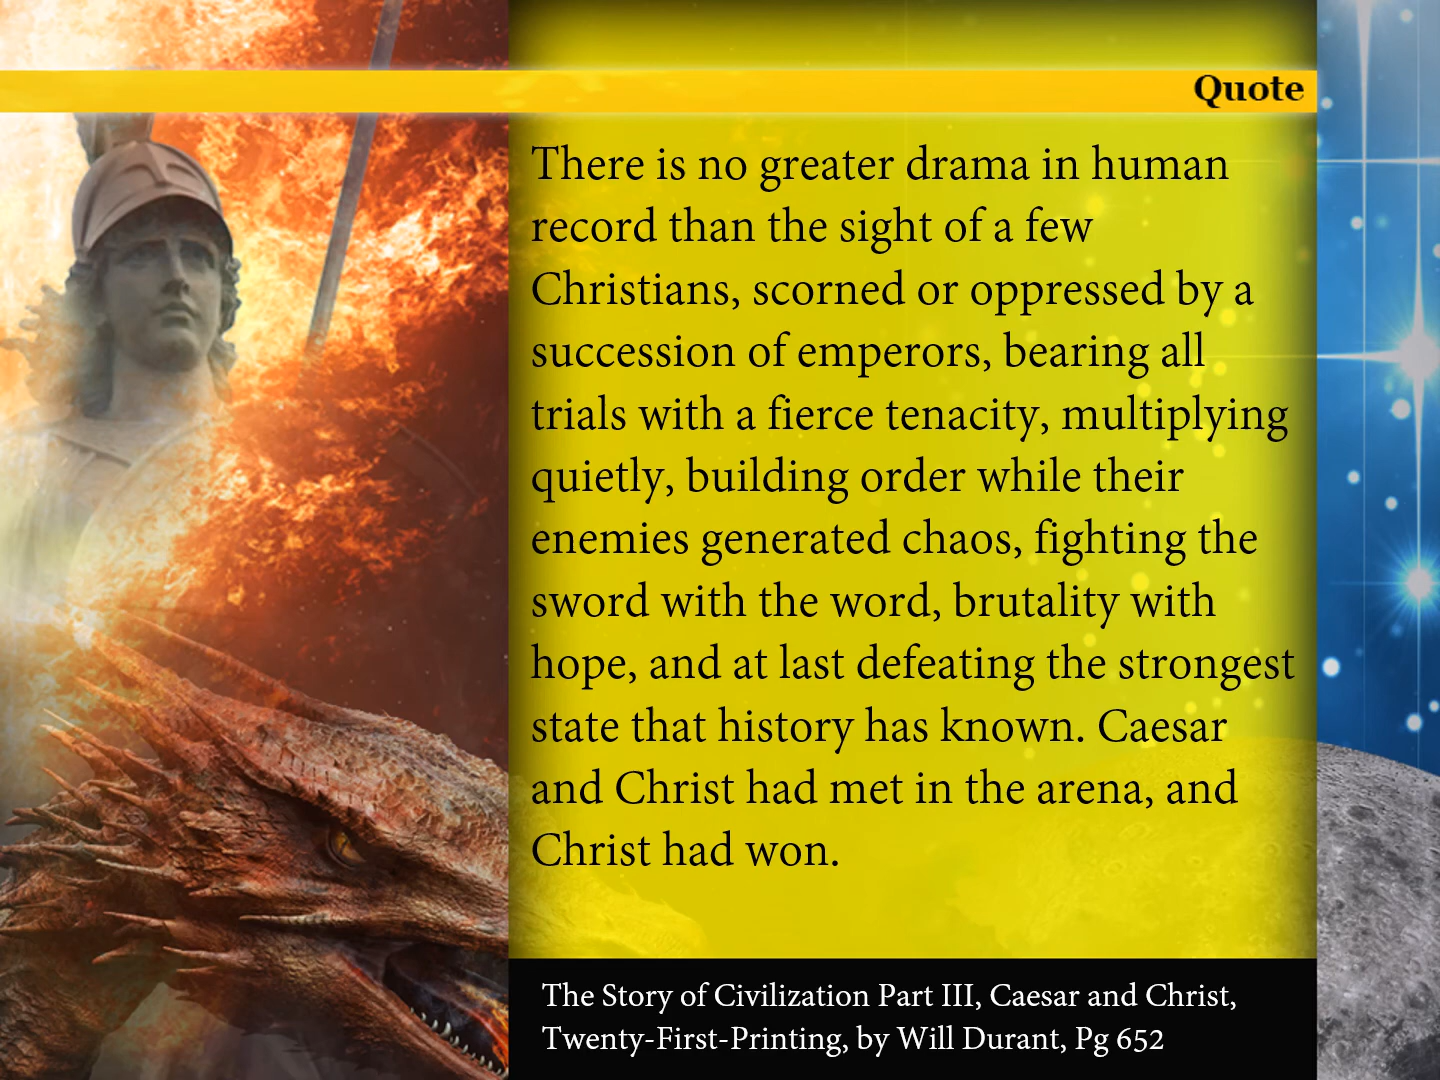 Quote
There is no greater drama in human
record than the sight of a few
Christians, scorned or oppressed by a
succession of emperors, bearing all
trials with a fierce tenacity, multiplying
quietly, building order while their
enemies generated chaos, fighting the
sword with the word, brutality with
hope, and at last defeating the strongest
state that history has known. Caesar
and Christ had met in the arena, and
Christ had won.
The Story of Civilization Part III, Caesar and Christ,
Twenty-First-Printing, by Will Durant, Pg 652